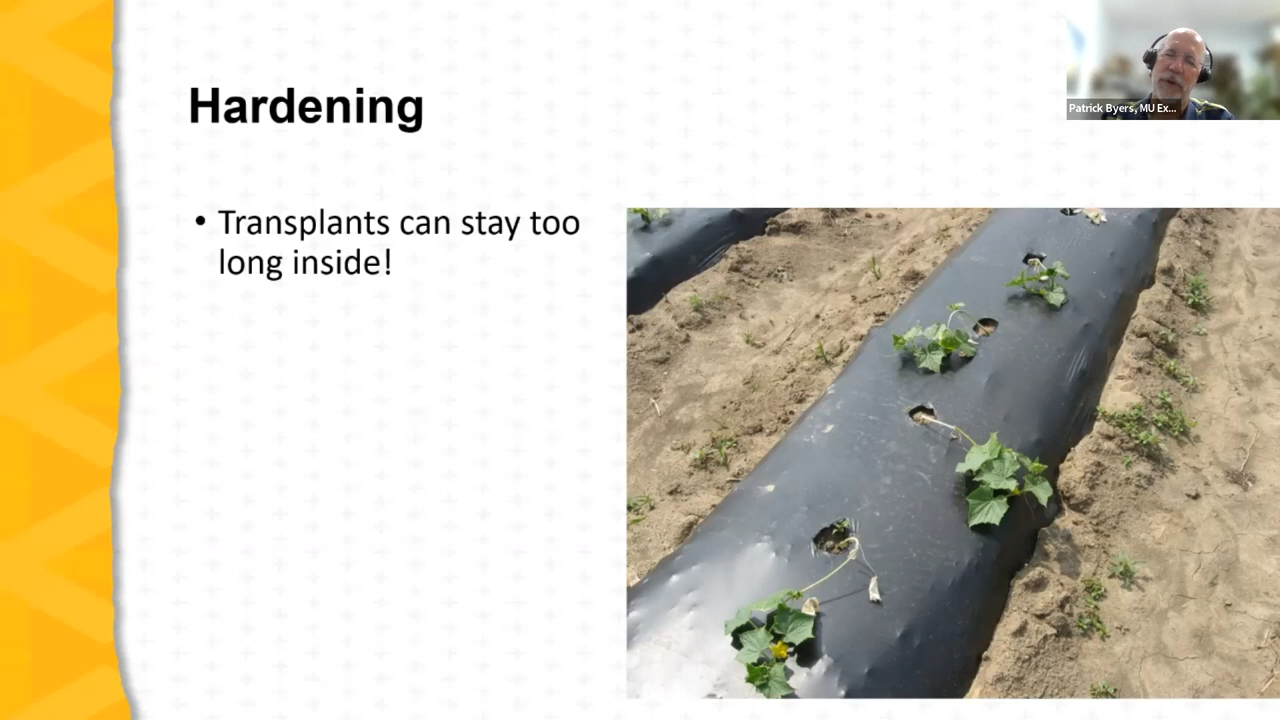 Hardening
• Transplants can stay too
long inside!
Patrick Byers, MU Ex...